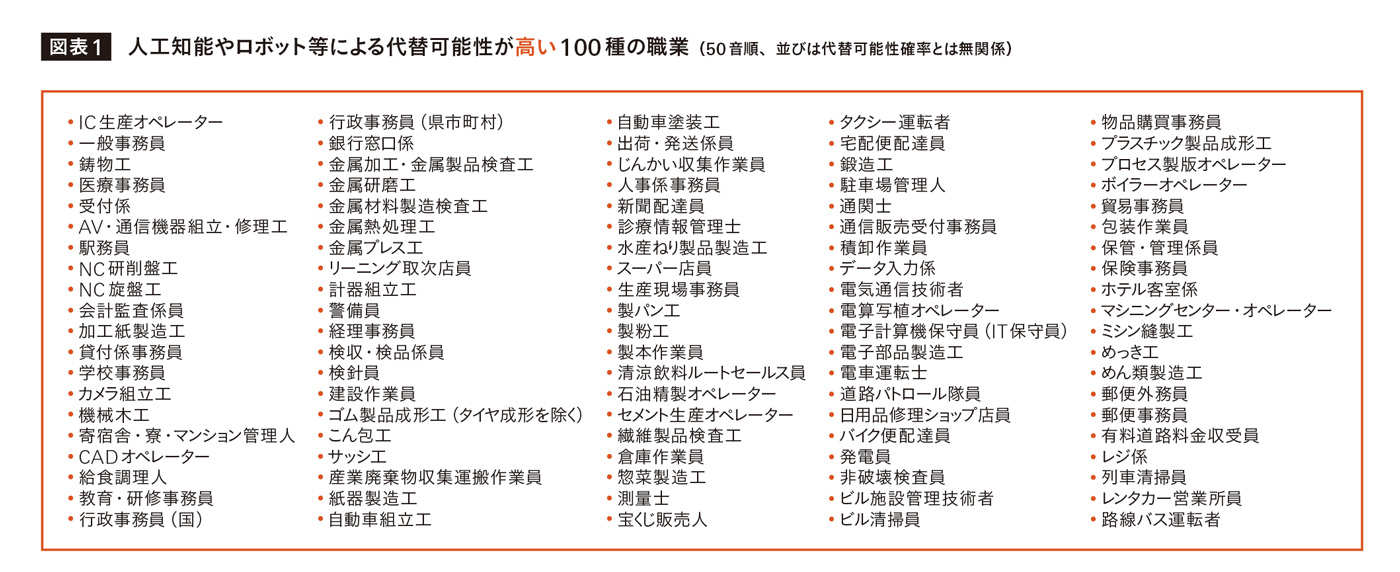 図表1 人工知能やロボット等による代替可能性が高い100種の職業（50音順、並びは代替可能性確率とは無関係）
• IC生産オペレーター
• 一般事務員
• 鋳物工
• 医療事務員
• 受付係
• AV・通信機器組立・修理工
• 駅務員
• NC研削盤工
• NC旋盤工
• 会計監査係員
• 加工紙製造工
• 貸付係事務員
• 学校事務員
• カメラ組立工
• 機械木工
• 寄宿舎・寮・マンション管理人
• CADオペレーター
• 給食調理人
• 教育・研修事務員
• 行政事務員（国）
• 行政事務員（県市町村）
• 銀行窓口係
• 金属加工・金属製品検査工
• 金属研磨工
• 金属材料製造検査工
• 金属熱処理工
• 金属プレス工
• リーニング取次店員
• 計器組立工
• 警備員
• 経理事務員
• 検収・検品係員
• 検針員
• 建設作業員
• ゴム製品成形工（タイヤ成形を除く）
• こん包工
• サッシ工
• 産業廃棄物収集運搬作業員
• 紙器製造工
• 自動車組立工
• 自動車塗装工
• 出荷・発送係員
• じんかい収集作業員
• 人事係事務員
• 新聞配達員
• 診療情報管理士
• 水産ねり製品製造工
• スーパー店員
• 生産現場事務員
• 製パン工
• 製粉工
• 製本作業員
• 清涼飲料ルートセールス員
• 石油精製オペレーター
• セメント生産オペレーター
• 繊維製品検査工
• 倉庫作業員
• 惣菜製造工
• 測量士
• 宝くじ販売人
• タクシー運転者
• 宅配便配達員
• 鍛造工
• 駐車場管理人
• 通関士
• 通信販売受付事務員
• 積卸作業員
• データ入力係
• 電気通信技術者
• 電算写植オペレーター
• 電子計算機保守員（IT保守員）
• 電子部品製造工
• 電車運転士
• 道路パトロール隊員
• 日用品修理ショップ店員
• バイク便配達員
• 発電員
• 非破壊検査員
• ビル施設管理技術者
• ビル清掃員
• 物品購買事務員
• プラスチック製品成形工
• プロセス製版オペレーター
• ボイラーオペレーター
• 貿易事務員
• 包装作業員
• 保管・管理係員
• 保険事務員
• ホテル客室係
• マシニングセンター・オペレーター
• ミシン縫製工
• めっき工
• めん類製造工
• 郵便外務員
• 郵便事務員
• 有料道路料金収受員
• レジ係
• 列車清掃員
• レンタカー営業所員
• 路線バス運転者